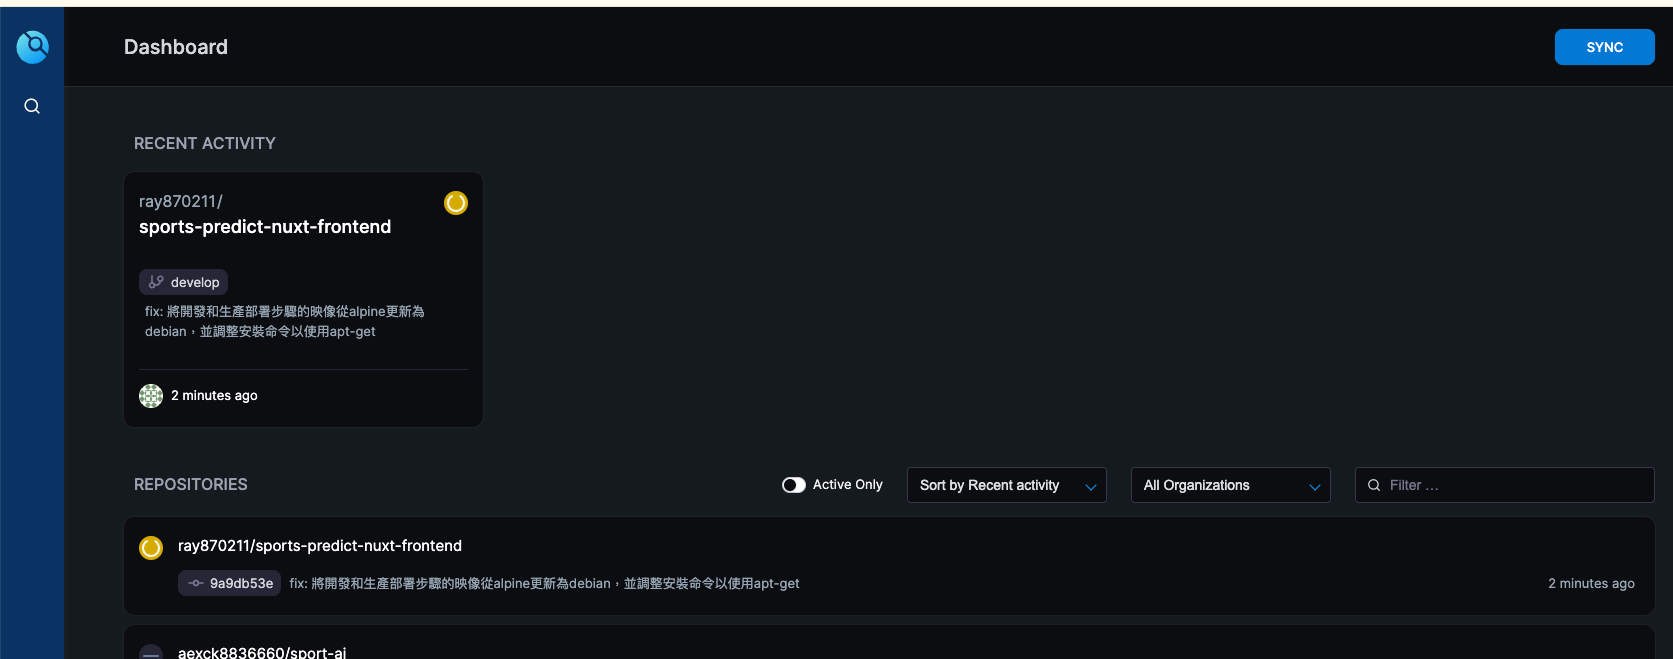 Dashboard
SYNC
RECENT ACTIVITY
ray870211/
sports-predict-nuxt-frontend
develop
fix: 將開發和生產部署步驟的映像從alpine更新為
debian，並調整安裝命令以使用apt-get
2 minutes ago
REPOSITORIES
Active Only
Sort by Recent activity
All Organizations
Filter ...
ray870211/sports-predict-nuxt-frontend
9a9db53e fix: 將開發和生產部署步驟的映像從alpine更新為debian，並調整安裝命令以使用apt-get
2 minutes ago
aexck8836660/sport-ai